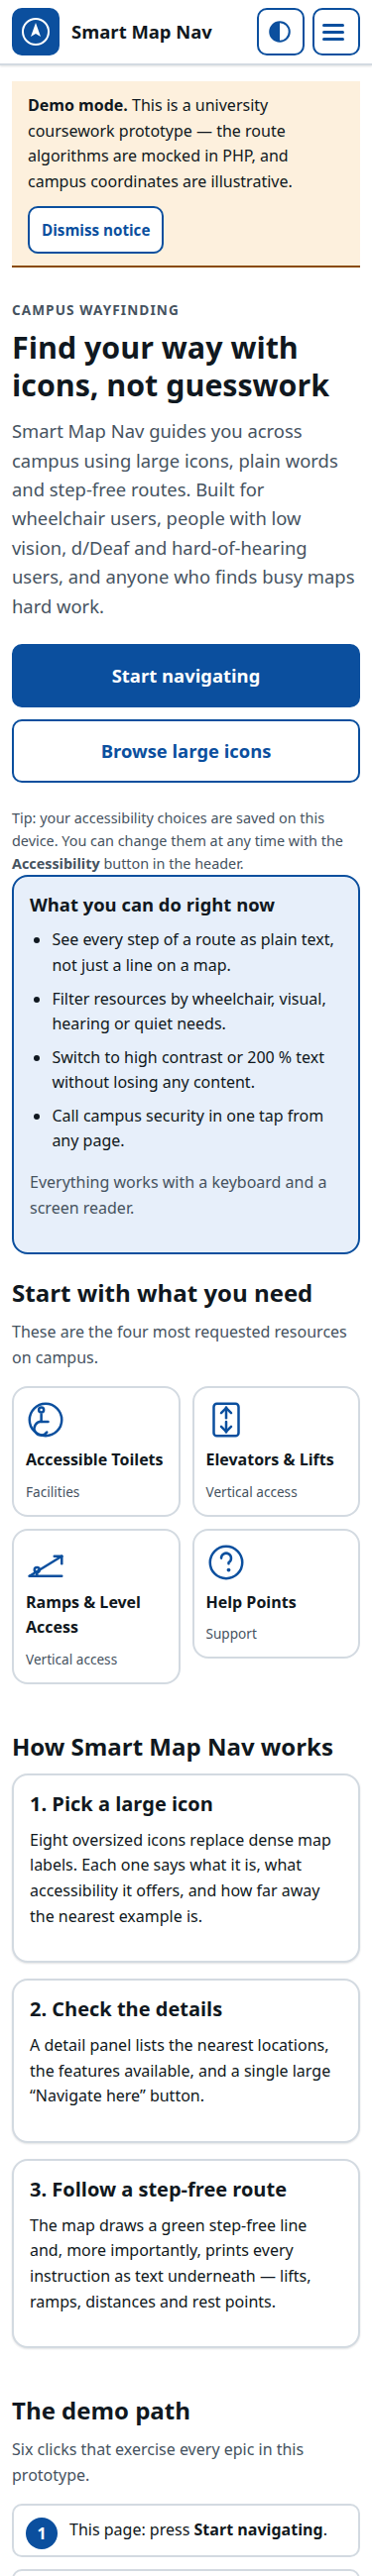 Smart Map Nav
Demo mode. This is a university
coursework prototype — the route
algorithms are mocked in PHP, and
campus coordinates are illustrative.
Dismiss notice
CAMPUS WAYFINDING
Find your way with
icons, not guesswork
Smart Map Nav guides you across
campus using large icons, plain words
and step-free routes. Built for
wheelchair users, people with low
vision, d/Deaf and hard-of-hearing
users, and anyone who finds busy maps
hard work.
Start navigating
Browse large icons
Tip: your accessibility choices are saved on this
device. You can change them at any time with the
Accessibility button in the header.
What you can do right now
• See every step of a route as plain text,
not just a line on a map.
• Filter resources by wheelchair, visual,
hearing or quiet needs.
• Switch to high contrast or 200 % text
without losing any content.
• Call campus security in one tap from
any page.
Everything works with a keyboard and a
screen reader.
Start with what you need
These are the four most requested resources
on campus.
Accessible Toilets
Facilities
Elevators & Lifts
Vertical access
Ramps & Level
Access
Vertical access
Help Points
Support
How Smart Map Nav works
1. Pick a large icon
Eight oversized icons replace dense map
labels. Each one says what it is, what
accessibility it offers, and how far away
the nearest example is.
2. Check the details
A detail panel lists the nearest locations,
the features available, and a single large
“Navigate here” button.
3. Follow a step-free route
The map draws a green step-free line
and, more importantly, prints every
instruction as text underneath — lifts,
ramps, distances and rest points.
The demo path
Six clicks that exercise every epic in this
prototype.
1 This page: press Start navigating.